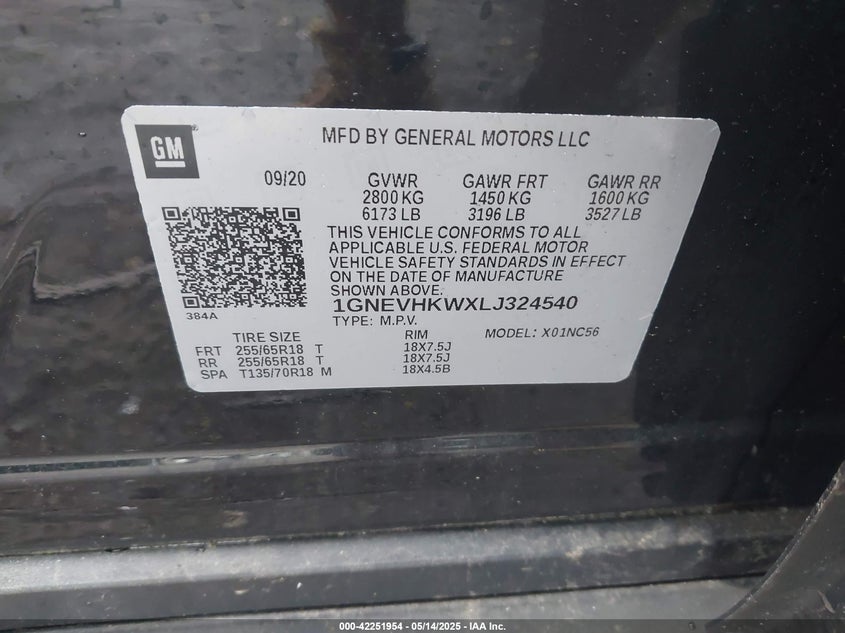 GM
MFD BY GENERAL MOTORS LLC
09/20 GVWR GAWR FRT GAWR RR
2800 KG 1450 KG 1600 KG
6173 LB 3196 LB 3527 LB
THIS VEHICLE CONFORMS TO ALL
APPLICABLE U.S. FEDERAL MOTOR
VEHICLE SAFETY STANDARDS IN EFFECT
ON THE DATE OF MANUFACTURE
SHOWN ABOVE.
384A
1GNEVHKWXLJ324540
TYPE: M.P.V. MODEL: X01NC56
TIRE SIZE RIM
FRT 255/65R18 T 18X7.5J
RR 255/65R18 T 18X7.5J
SPA T135/70R18 M 18X4.5B
000-42251954 - 05/14/2025 - IAA Inc.